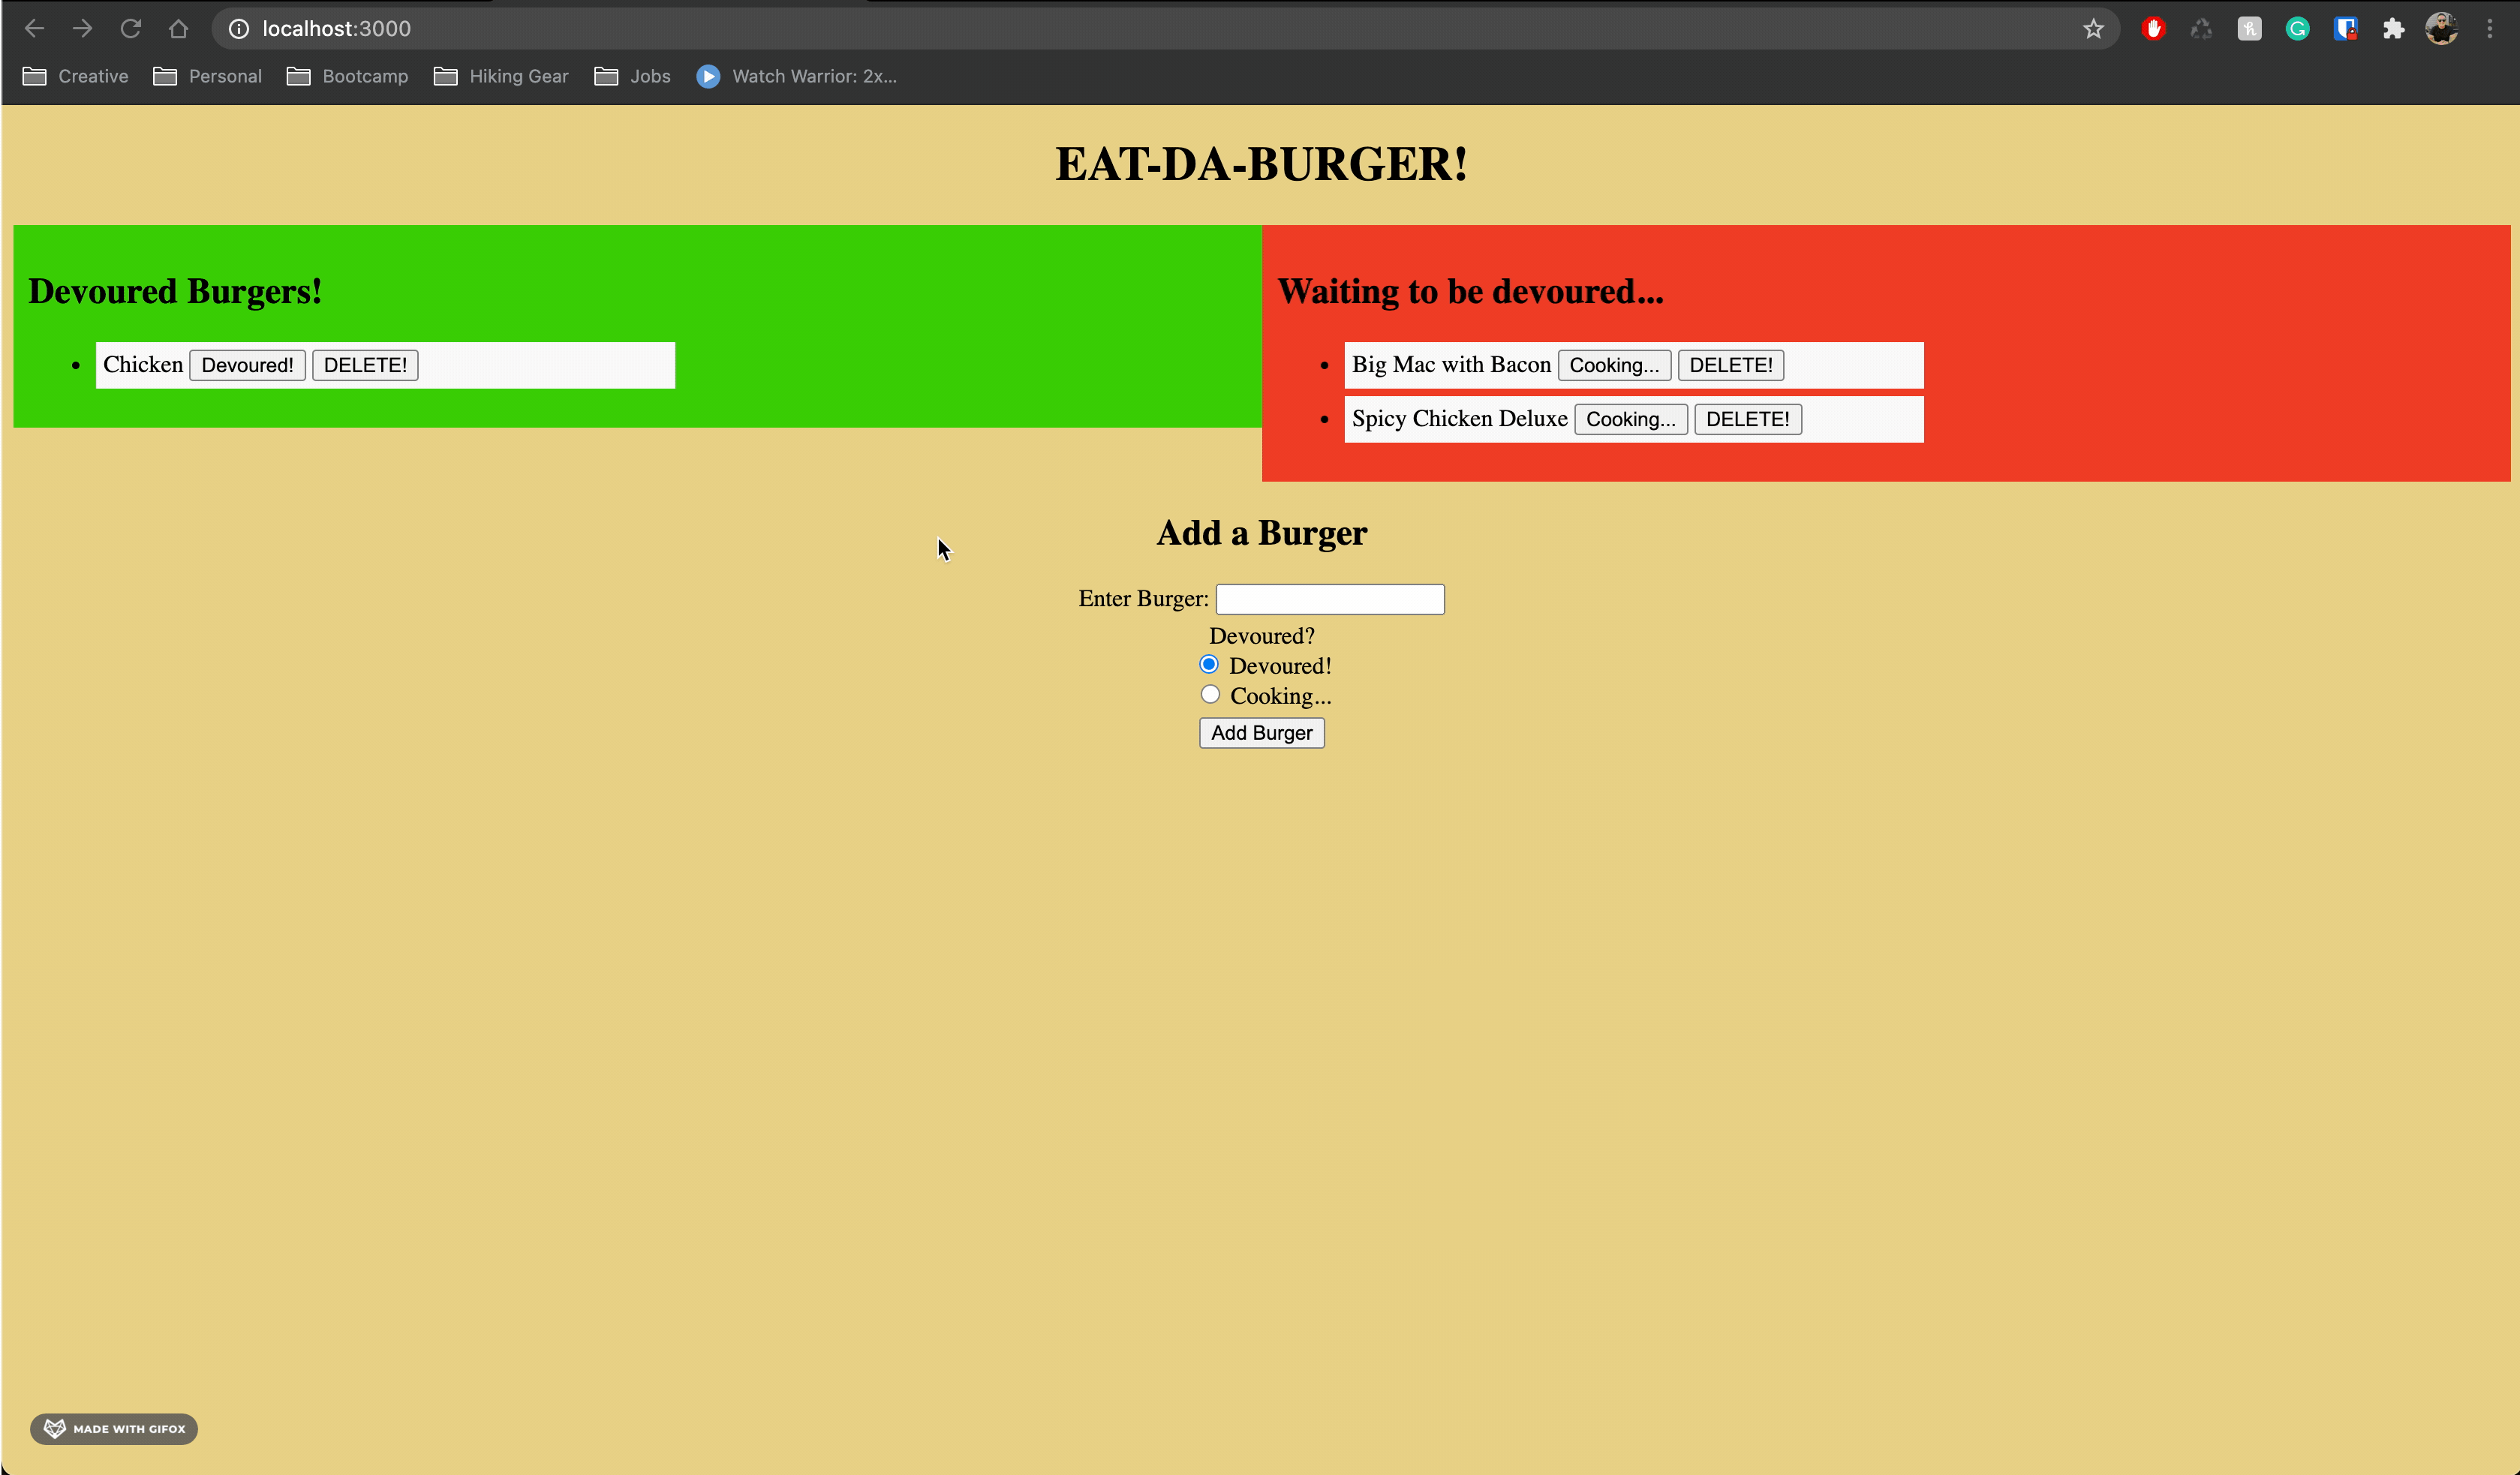 localhost:3000
Creative Personal Bootcamp Hiking Gear Jobs Watch Warrior: 2x...
EAT-DA-BURGER!
Devoured Burgers!
Chicken Devoured! DELETE!
Waiting to be devoured...
Big Mac with Bacon Cooking... DELETE!
Spicy Chicken Deluxe Cooking... DELETE!
Add a Burger
Enter Burger:
Devoured?
Devoured!
Cooking...
Add Burger
MADE WITH GIFOX